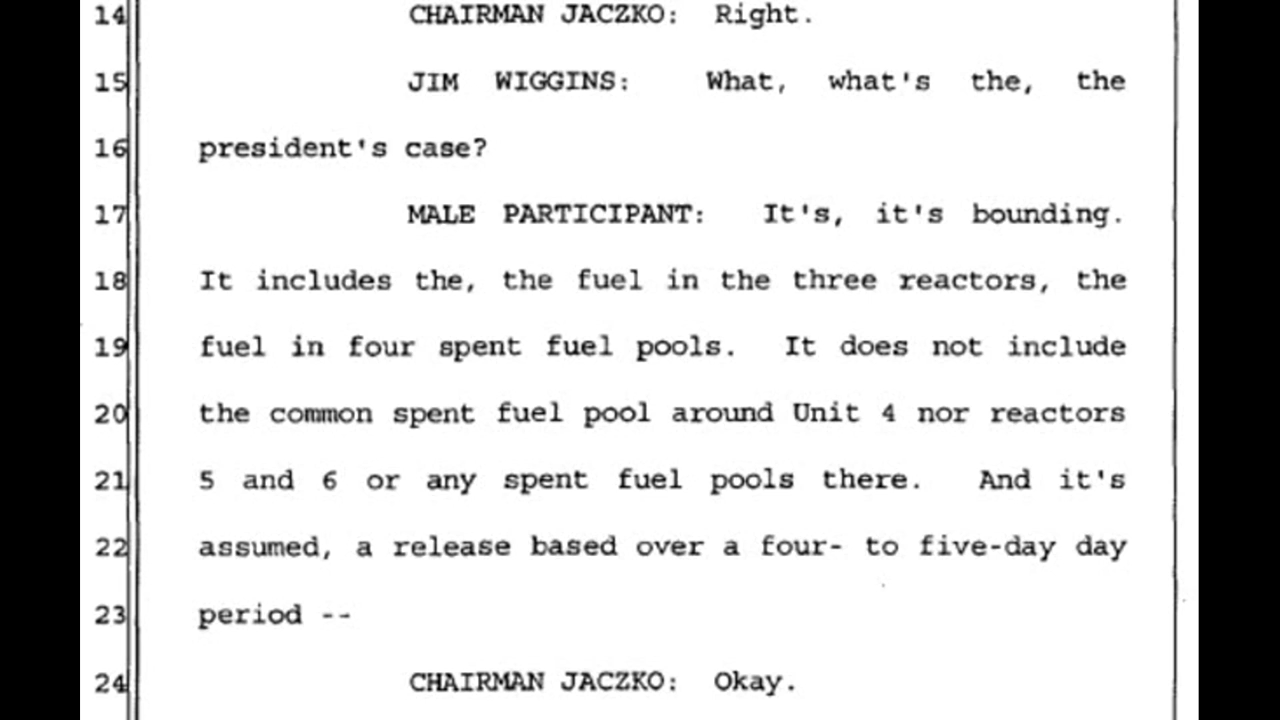 14 CHAIRMAN JACZKO: Right.
15 JIM WIGGINS: What, what's the, the
16 president's case?
17 MALE PARTICIPANT: It's, it's bounding.
18 It includes the, the fuel in the three reactors, the
19 fuel in four spent fuel pools. It does not include
20 the common spent fuel pool around Unit 4 nor reactors
21 5 and 6 or any spent fuel pools there. And it's
22 assumed, a release based over a four- to five-day day
23 period --
24 CHAIRMAN JACZKO: Okay.